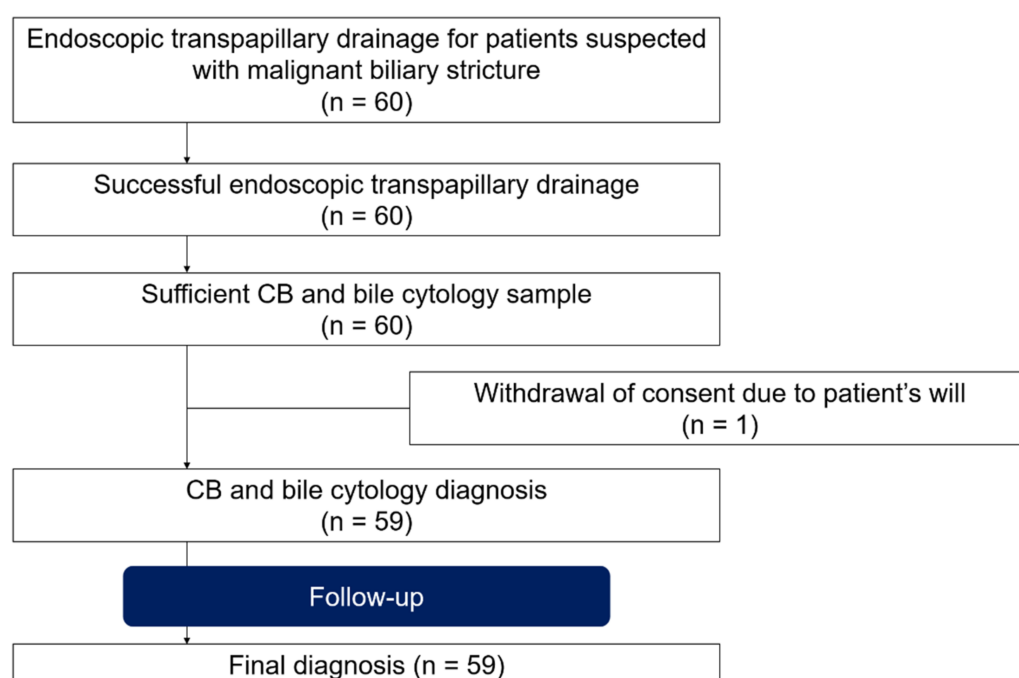 Endoscopic transpapillary drainage for patients suspected
with malignant biliary stricture
(n = 60)
Successful endoscopic transpapillary drainage
(n = 60)
Sufficient CB and bile cytology sample
(n = 60)
Withdrawal of consent due to patient’s will
(n = 1)
CB and bile cytology diagnosis
(n = 59)
Follow-up
Final diagnosis (n = 59)